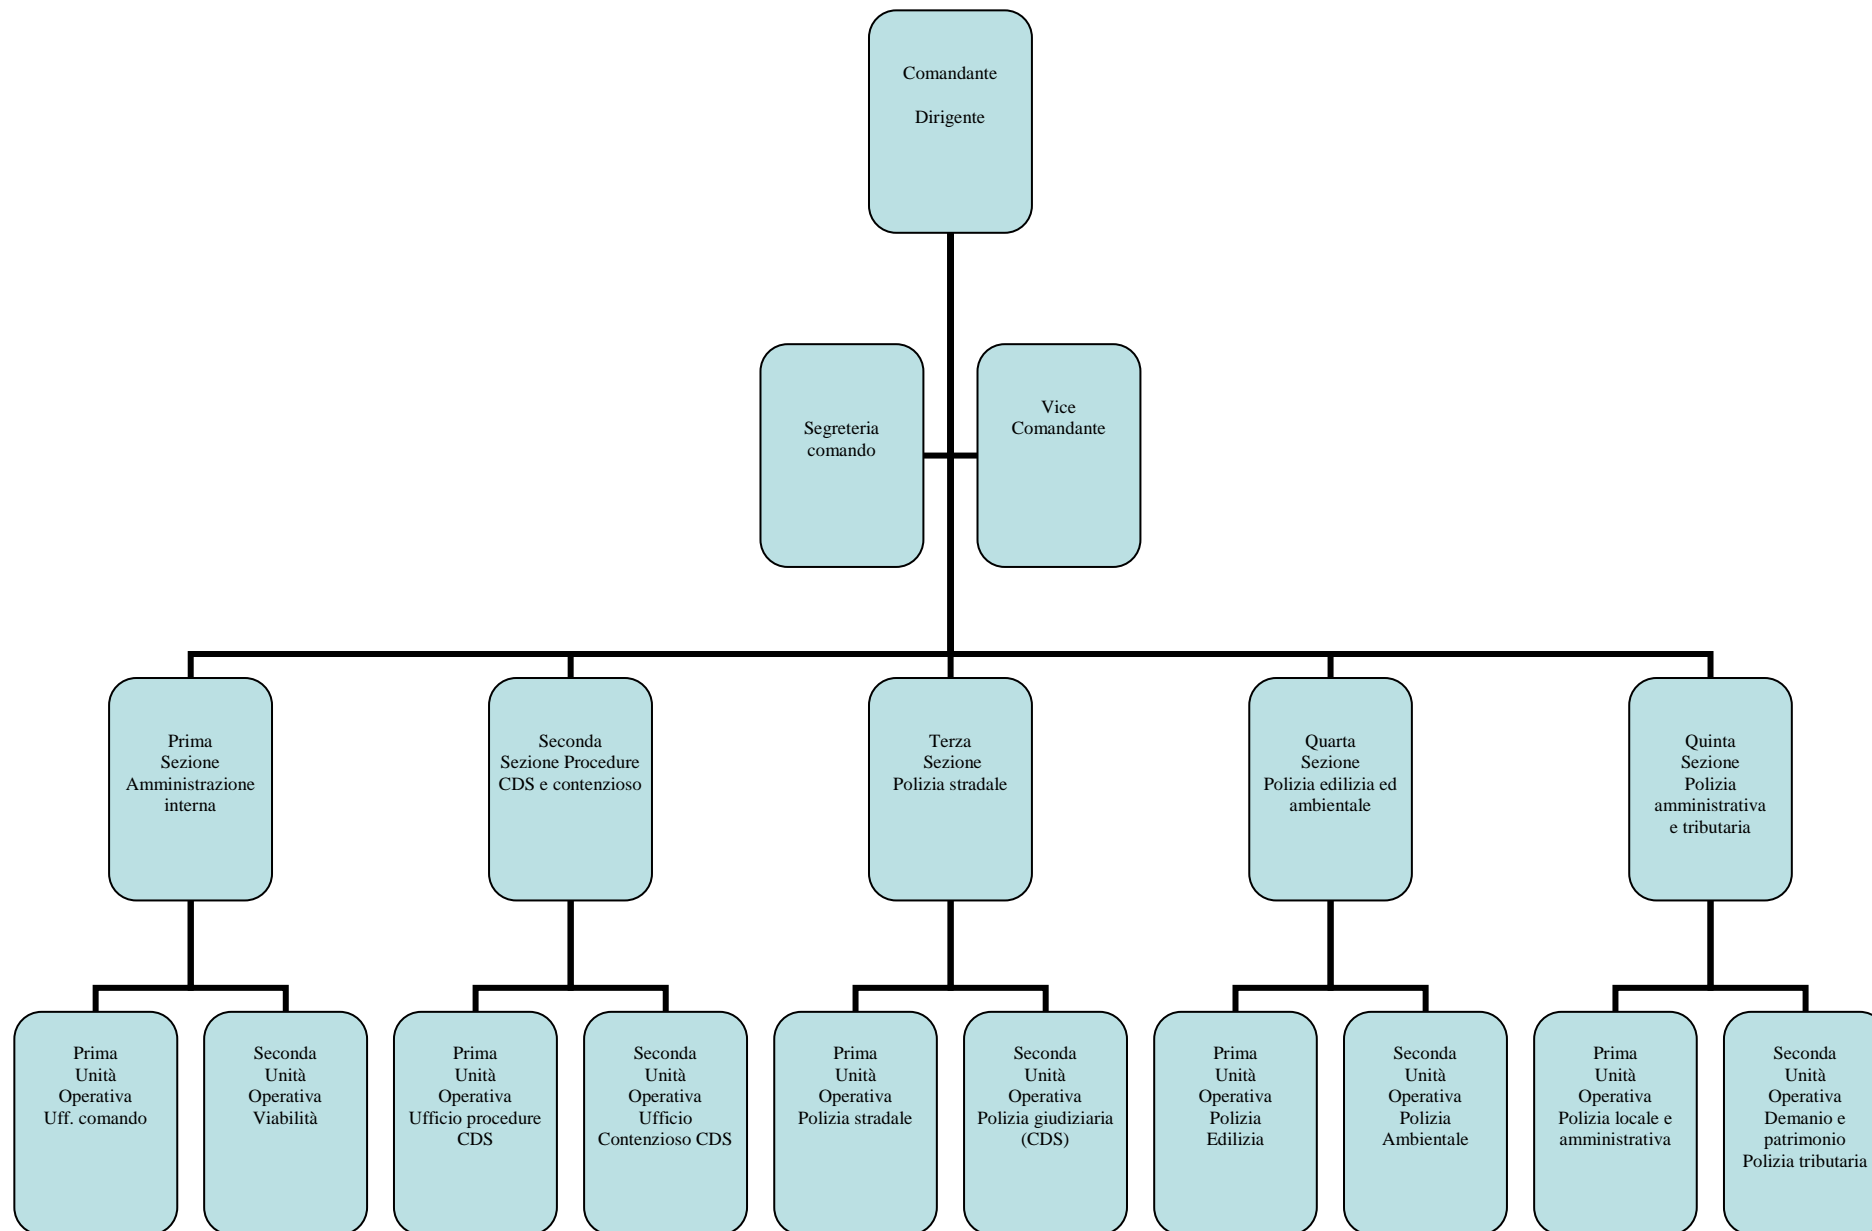 Comandante
Dirigente
Segreteria
comando
Vice
Comandante
Prima
Sezione
Amministrazione
interna
Seconda
Sezione Procedure
CDS e contenzioso
Terza
Sezione
Polizia stradale
Quarta
Sezione
Polizia edilizia ed
ambientale
Quinta
Sezione
Polizia
amministrativa
e tributaria
Prima
Unità
Operativa
Uff. comando
Seconda
Unità
Operativa
Viabilità
Prima
Unità
Operativa
Ufficio procedure
CDS
Seconda
Unità
Operativa
Ufficio
Contenzioso CDS
Prima
Unità
Operativa
Polizia stradale
Seconda
Unità
Operativa
Polizia giudiziaria
(CDS)
Prima
Unità
Operativa
Polizia
Edilizia
Seconda
Unità
Operativa
Polizia
Ambientale
Prima
Unità
Operativa
Polizia locale e
amministrativa
Seconda
Unità
Operativa
Demanio e
patrimonio
Polizia tributaria